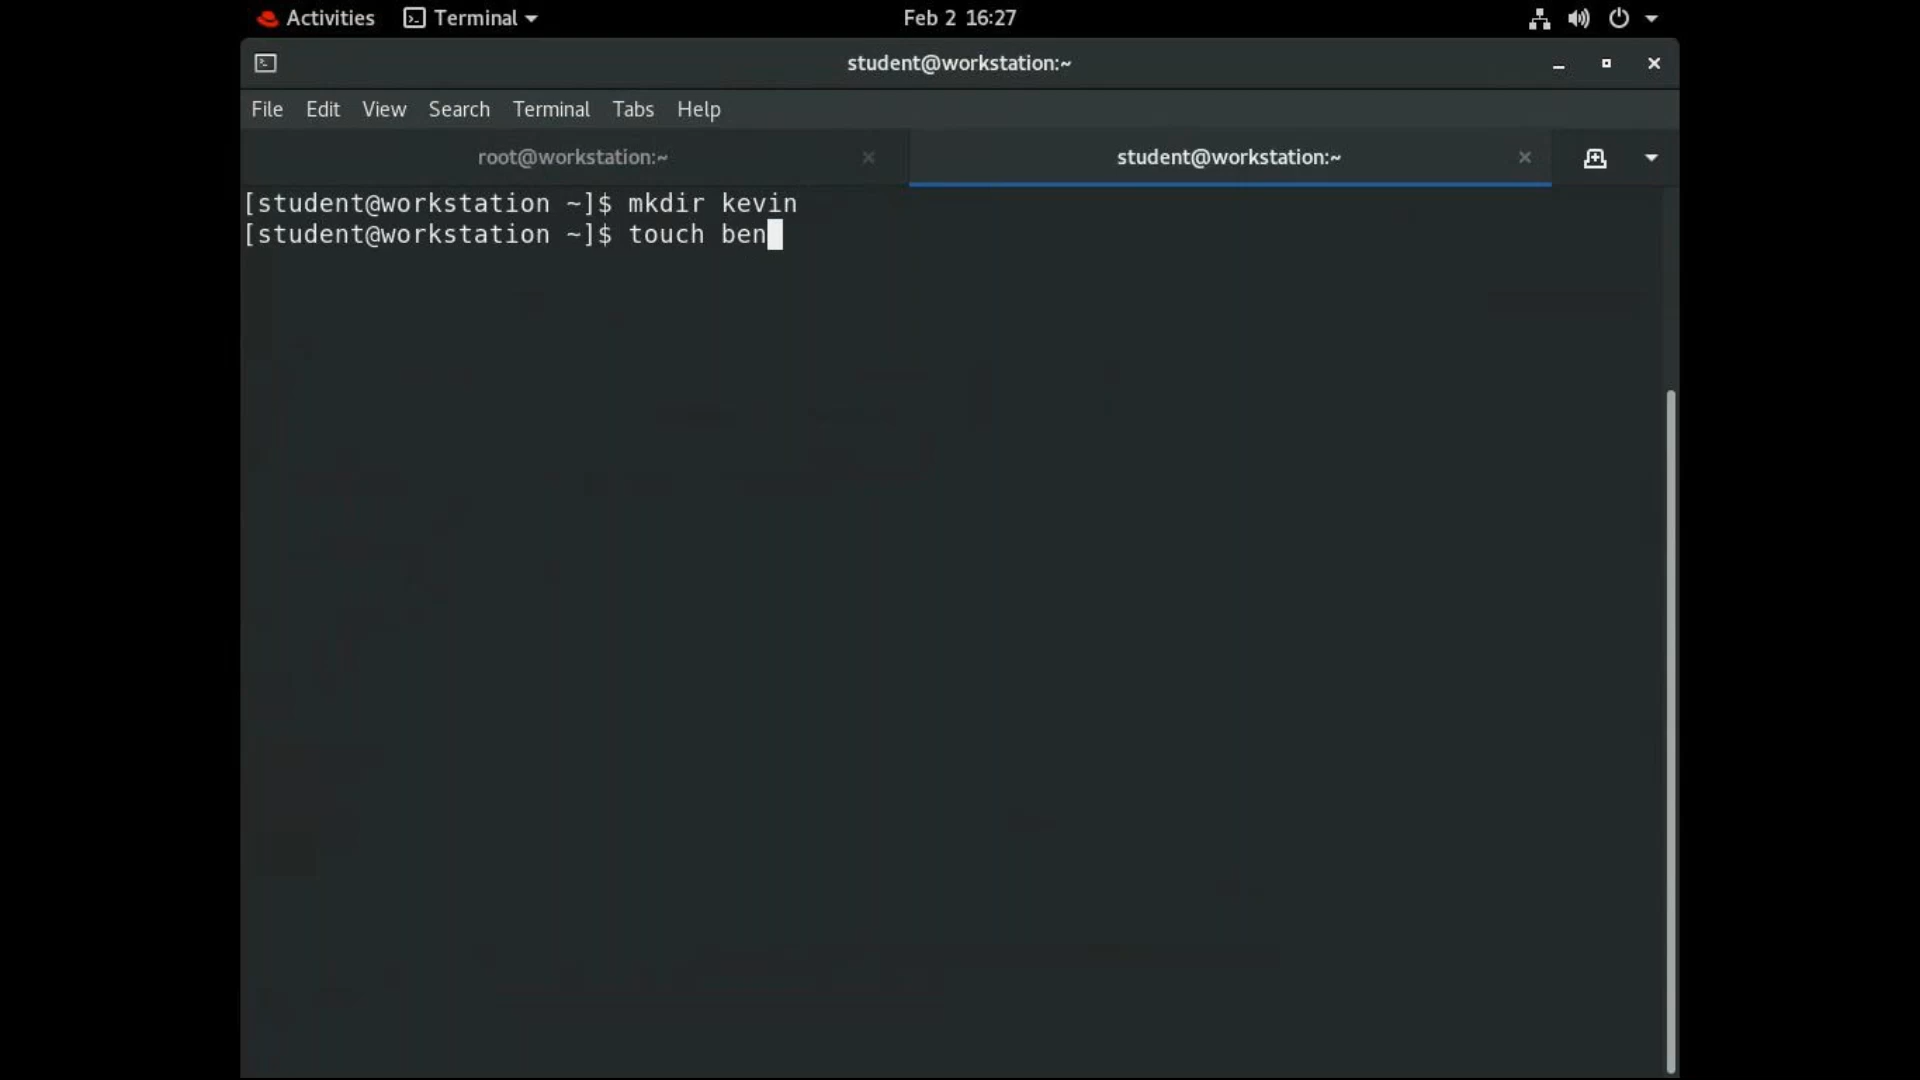 Activities Terminal Feb 2 16:27
student@workstation:~
File Edit View Search Terminal Tabs Help
root@workstation:~ student@workstation:~
[student@workstation ~]$ mkdir kevin
[student@workstation ~]$ touch ben